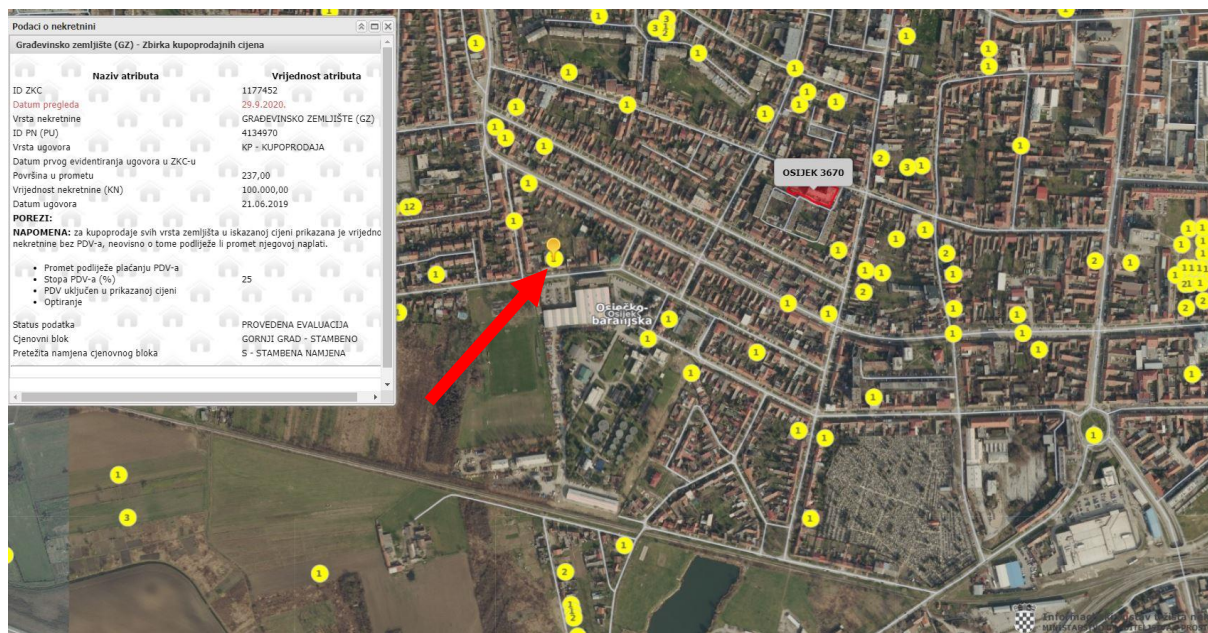 Podaci o nekretnini
Građevinsko zemljište (GZ) - Zbirka kupoprodajnih cijena
Naziv atributa Vrijednost atributa
ID ZKC 1177452
Datum pregleda 29.9.2020.
Vrsta nekretnine GRAĐEVINSKO ZEMLJIŠTE (GZ)
ID PN (PU) 4134970
Vrsta ugovora KP - KUPOPRODAJA
Datum prvog evidentiranja ugovora u ZKC-u
Površina u prometu 237,00
Vrijednost nekretnine (KN) 100.000,00
Datum ugovora 21.06.2019
POREZI:
NAPOMENA: za kupoprodaje svih vrsta zemljišta u iskazanoj cijeni prikazana je vrijedno
nekretnine bez PDV-a, neovisno o tome podliježe li promet njegovoj naplati.
• Promet podliježe plaćanju PDV-a
• Stopa PDV-a (%) 25
• PDV uključen u prikazanoj cijeni
• Optiranje
Status podatka PROVEDENA EVALUACIJA
Cjenovni blok GORNJI GRAD - STAMBENO
Pretežita namjena cjenovnog bloka S - STAMBENA NAMJENA
OSIJEK 3670
Osječko
Osijek
baranjska